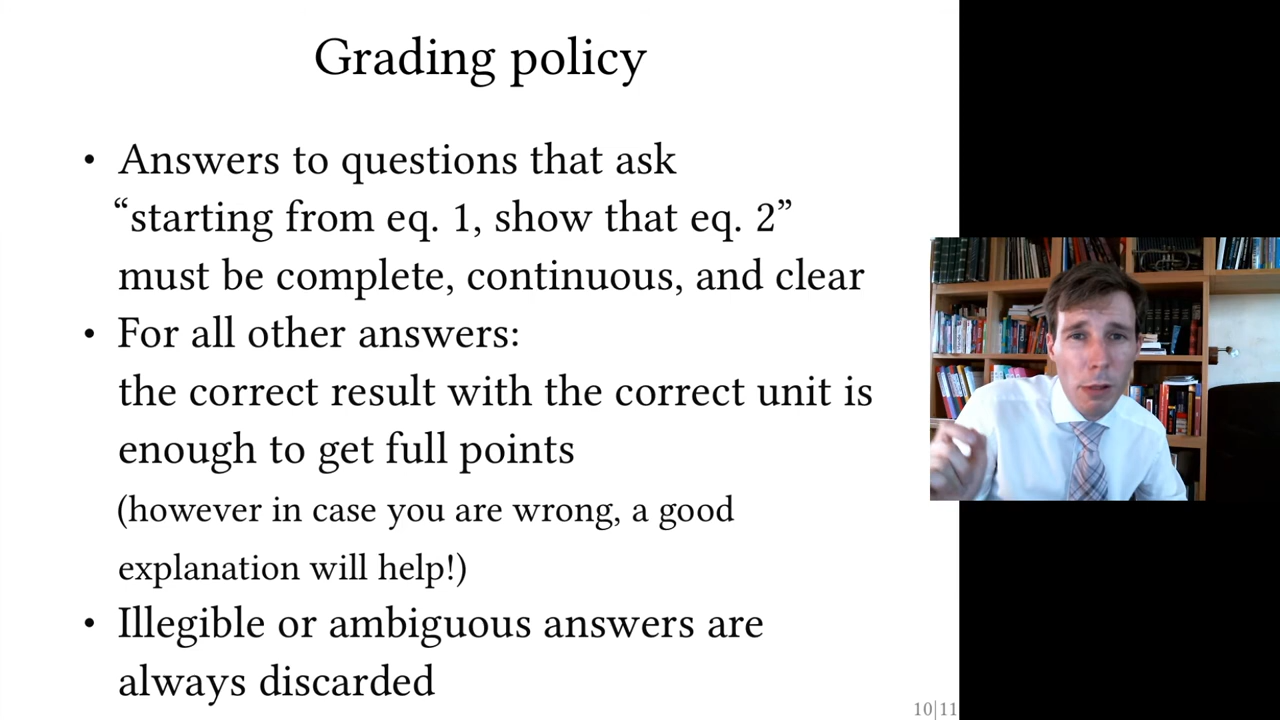 Grading policy
• Answers to questions that ask
“starting from eq. 1, show that eq. 2”
must be complete, continuous, and clear
• For all other answers:
the correct result with the correct unit is
enough to get full points
(however in case you are wrong, a good
explanation will help!)
• Illegible or ambiguous answers are
always discarded
10|11